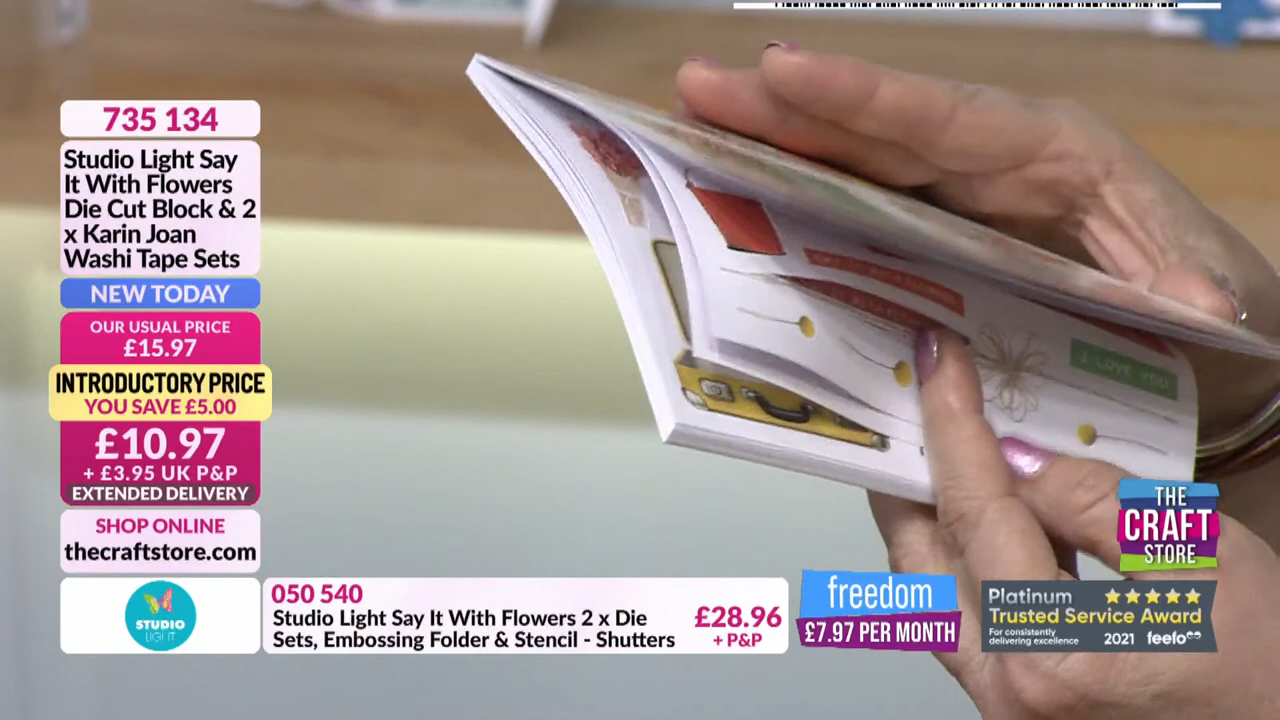 735 134
Studio Light Say
It With Flowers
Die Cut Block & 2
x Karin Joan
Washi Tape Sets
NEW TODAY
OUR USUAL PRICE
£15.97
INTRODUCTORY PRICE
YOU SAVE £5.00
£10.97
+ £3.95 UK P&P
EXTENDED DELIVERY
SHOP ONLINE
thecraftstore.com
STUDIO
LIGHT
050 540
Studio Light Say It With Flowers 2 x Die
Sets, Embossing Folder & Stencil - Shutters
£28.96
+ P&P
freedom
£7.97 PER MONTH
I LOVE YOU
THE
CRAFT
STORE
Platinum
Trusted Service Award
For consistently
delivering excellence
2021 feefo